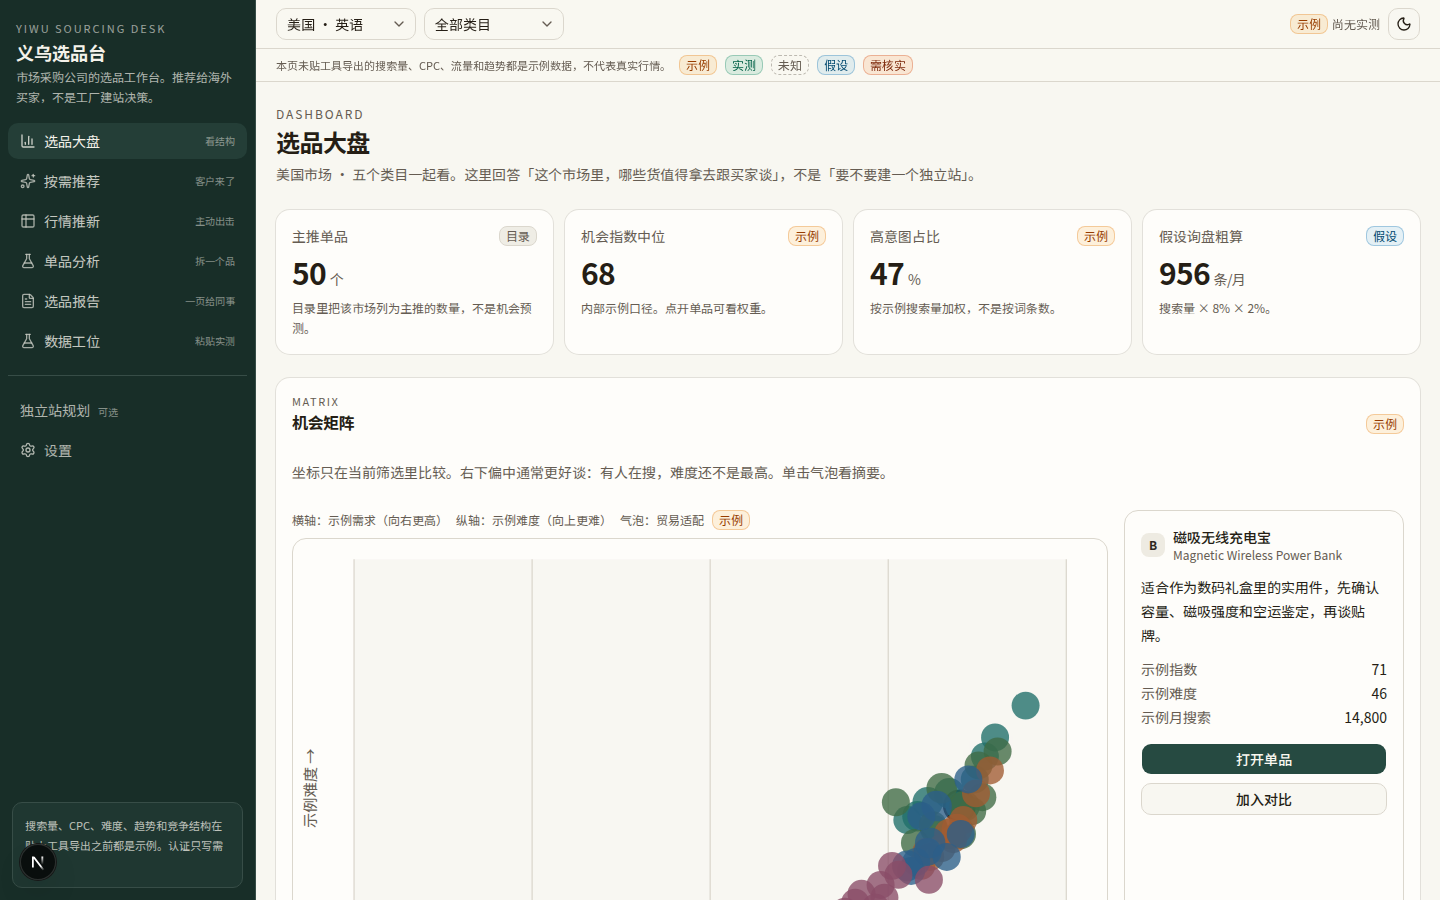 YIWU SOURCING DESK
义乌选品台
市场采购公司的选品工作台。推荐给海外
买家，不是工厂建站决策。
选品大盘 看结构
按需推荐 客户来了
行情推新 主动出击
单品分析 拆一个品
选品报告 一页给同事
数据工位 粘贴实测
独立站规划 可选
设置
搜索量、CPC、难度、趋势和竞争结构在
工具导出之前都是示例。认证只写需
N
美国 · 英语 全部类目 示例 尚无实测
本页未贴工具导出的搜索量、CPC、流量和趋势都是示例数据，不代表真实行情。 示例 实测 未知 假设 需核实
DASHBOARD
选品大盘
美国市场 · 五个类目一起看。这里回答「这个市场里，哪些货值得拿去跟买家谈」，不是「要不要建一个独立站」。
主推单品 目录
50 个
目录里把该市场列为主推的数量，不是机会预
测。
机会指数中位 示例
68
内部示例口径。点开单品可看权重。
高意图占比 示例
47 %
按示例搜索量加权，不是按词条数。
假设询盘粗算 假设
956 条/月
搜索量 × 8% × 2%。
MATRIX
机会矩阵 示例
坐标只在当前筛选里比较。右下偏中通常更好谈：有人在搜，难度还不是最高。单击气泡看摘要。
横轴：示例需求（向右更高） 纵轴：示例难度（向上更难） 气泡：贸易适配 示例
示例难度 →
B 磁吸无线充电宝
Magnetic Wireless Power Bank
适合作为数码礼盒里的实用件，先确认
容量、磁吸强度和空运鉴定，再谈贴
牌。
示例指数 71
示例难度 46
示例月搜索 14,800
打开单品
加入对比